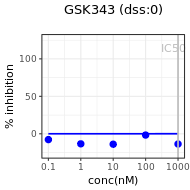 GSK343 (dss:0)
IC50
% inhibition
100
50
0
0.1 1 10 100 1000
conc(nM)